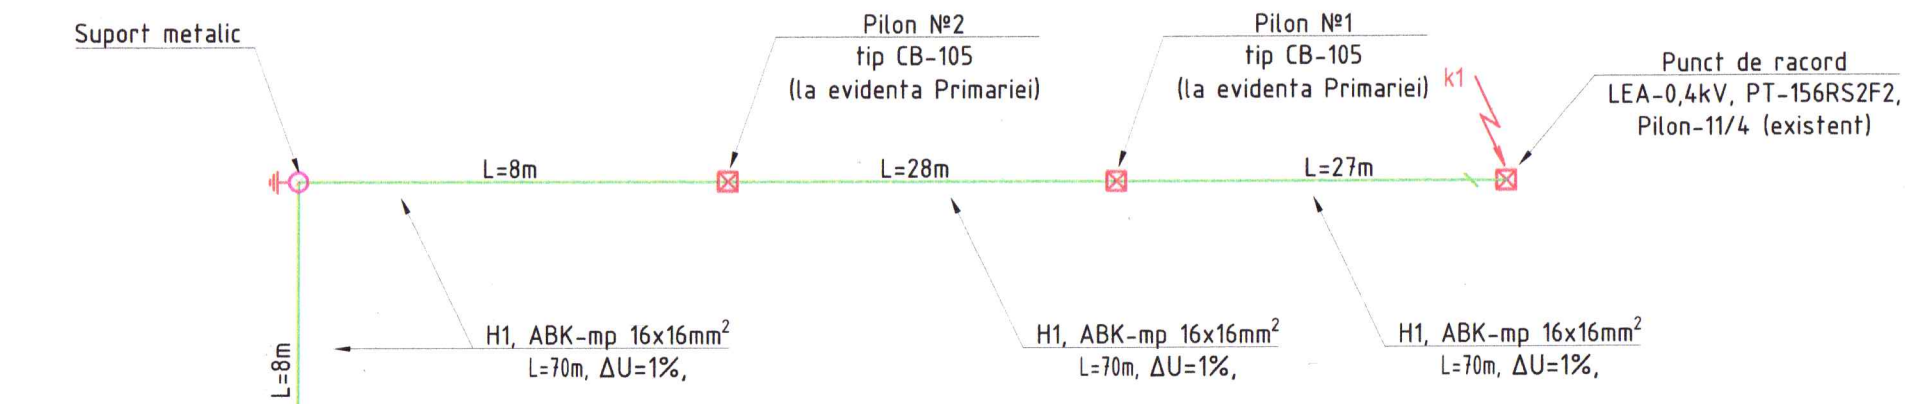 Suport metalic
Pilon №2
tip CB-105
(la evidenta Primariei)
Pilon №1
tip CB-105
(la evidenta Primariei)
k1
Punct de racord
LEA-0,4kV, PT-156RS2F2,
Pilon-11/4 (existent)
L=8m
L=28m
L=27m
H1, ABK-mp 16x16mm²
L=70m, ΔU=1%,
H1, ABK-mp 16x16mm²
L=70m, ΔU=1%,
H1, ABK-mp 16x16mm²
L=70m, ΔU=1%,
L=8m